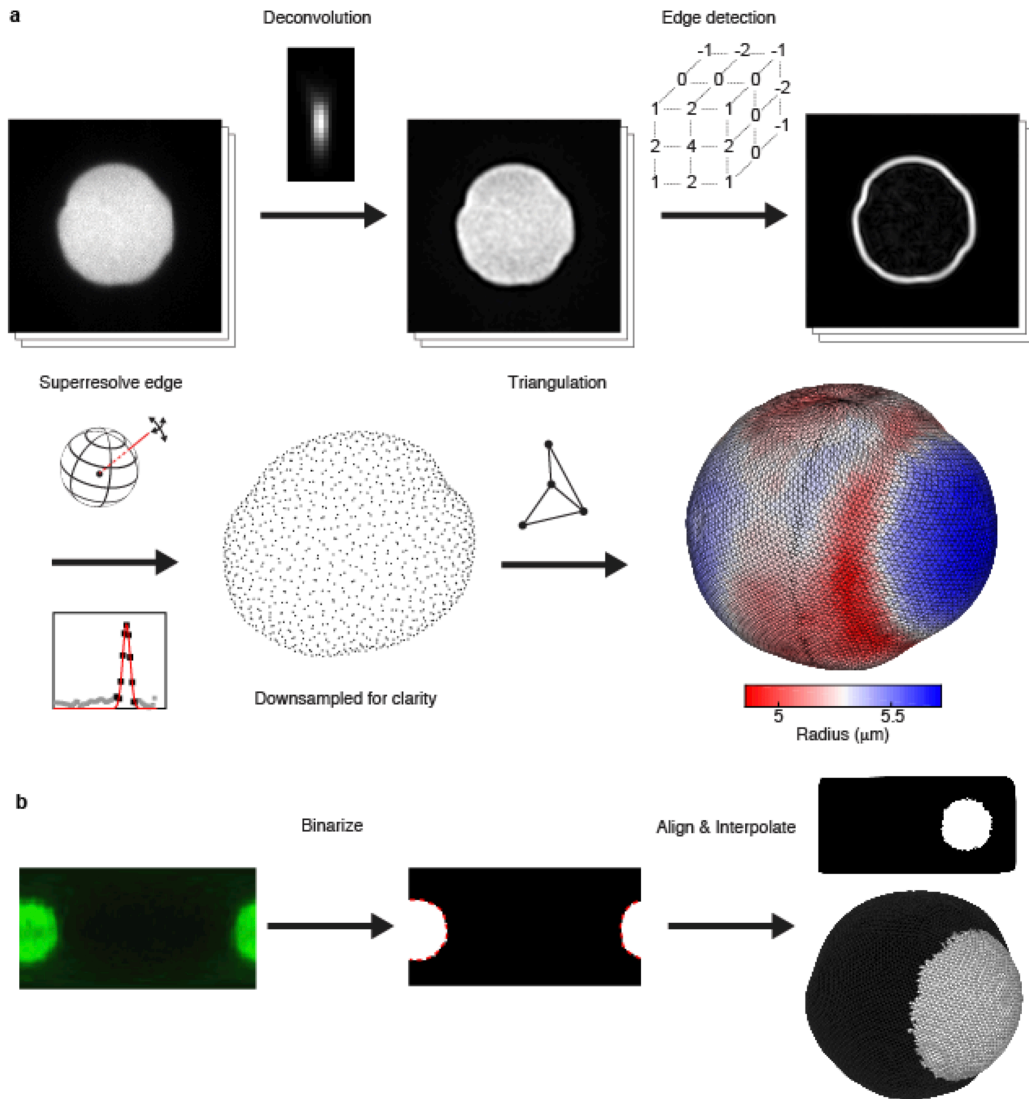 a
Deconvolution
Edge detection
-1 -2 -1
0 0 0 -2
1 2 1 0 -1
2 4 2 0
1 2 1
Superresolve edge
Triangulation
Downsampled for clarity
5 5.5
Radius (μm)
b
Binarize
Align & Interpolate